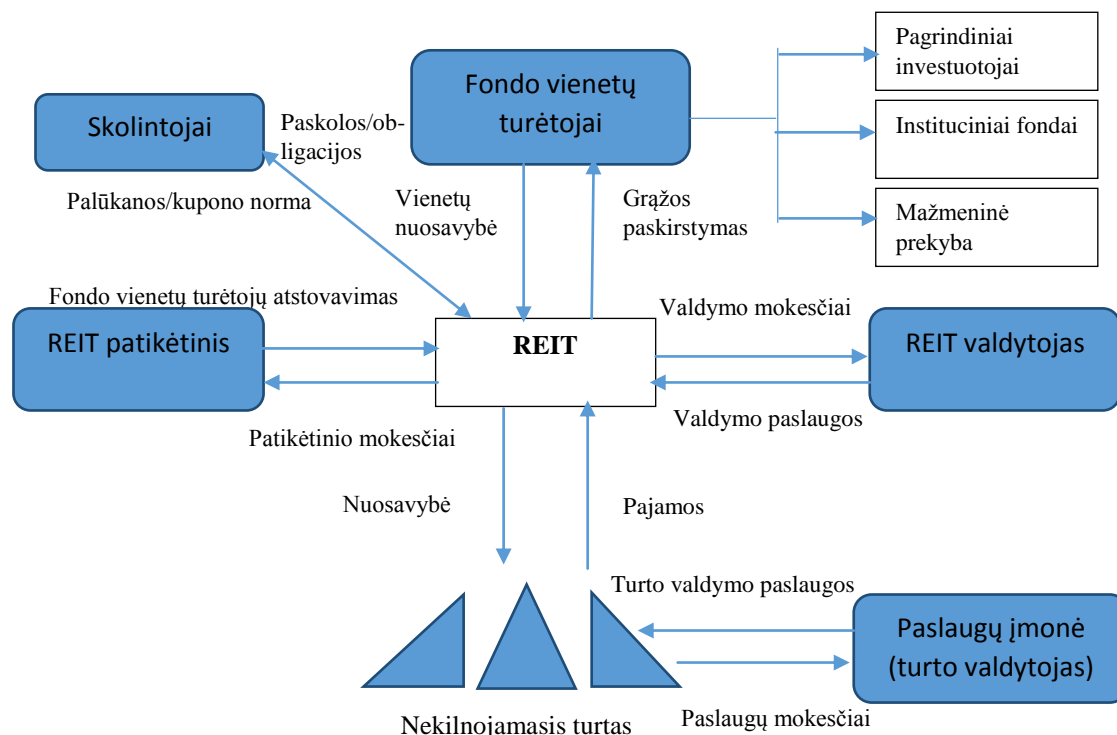 Pagrindiniai
investuotojai
Fondo vienetų
turėtojai
Skolintojai
Paskolos/ob-
ligacijos
Instituciniai fondai
Palūkanos/kupono norma
Vienetų
nuosavybė
Grąžos
paskirstymas
Mažmeninė
prekyba
Fondo vienetų turėtojų atstovavimas
Valdymo mokesčiai
REIT patikėtinis
REIT
REIT valdytojas
Patikėtinio mokesčiai
Valdymo paslaugos
Nuosavybė
Pajamos
Turto valdymo paslaugos
Paslaugų įmonė
(turto valdytojas)
Paslaugų mokesčiai
Nekilnojamasis turtas